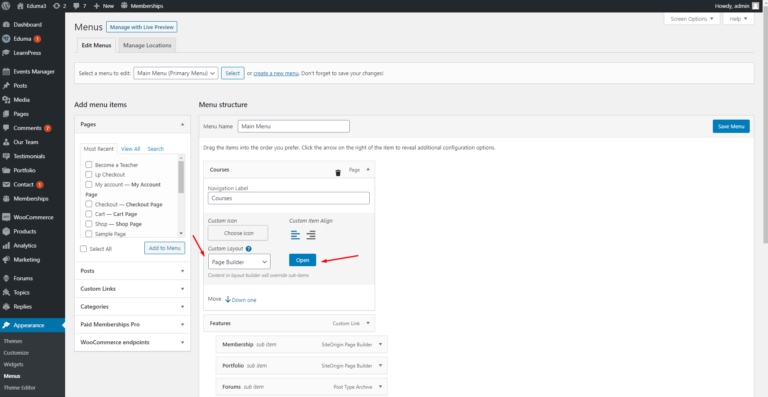 Eduma3 2 7 New Memberships Howdy, admin
Screen Options Help
Dashboard
Eduma 1
LearnPress
Events Manager
Posts
Media
Pages
Comments 7
Our Team
Testimonials
Portfolio
Contact 1
Memberships
WooCommerce
Products
Analytics
Marketing
Forums
Topics
Replies
Appearance
Themes
Customize
Widgets
Menus
Theme Editor
Menus Manage with Live Preview
Edit Menus Manage Locations
Select a menu to edit: Main Menu (Primary Menu) Select or create a new menu. Don't forget to save your changes!
Add menu items
Pages
Most Recent View All Search
Become a Teacher
Lp Checkout
My account — My Account
Page
Checkout — Checkout Page
Cart — Cart Page
Shop — Shop Page
Sample Page
Select All Add to Menu
Posts
Custom Links
Categories
Paid Memberships Pro
WooCommerce endpoints
Menu structure
Menu Name Main Menu Save Menu
Drag the items into the order you prefer. Click the arrow on the right of the item to reveal additional configuration options.
Courses Page
Navigation Label
Courses
Custom Icon Custom Item Align
Choose icon
Custom Layout ?
Page Builder Open
Content in layout builder will override sub-items
Move Down one
Features Custom Link
Membership sub item SiteOrigin Page Builder
Portfolio sub item SiteOrigin Page Builder
Forums sub item Post Type Archive